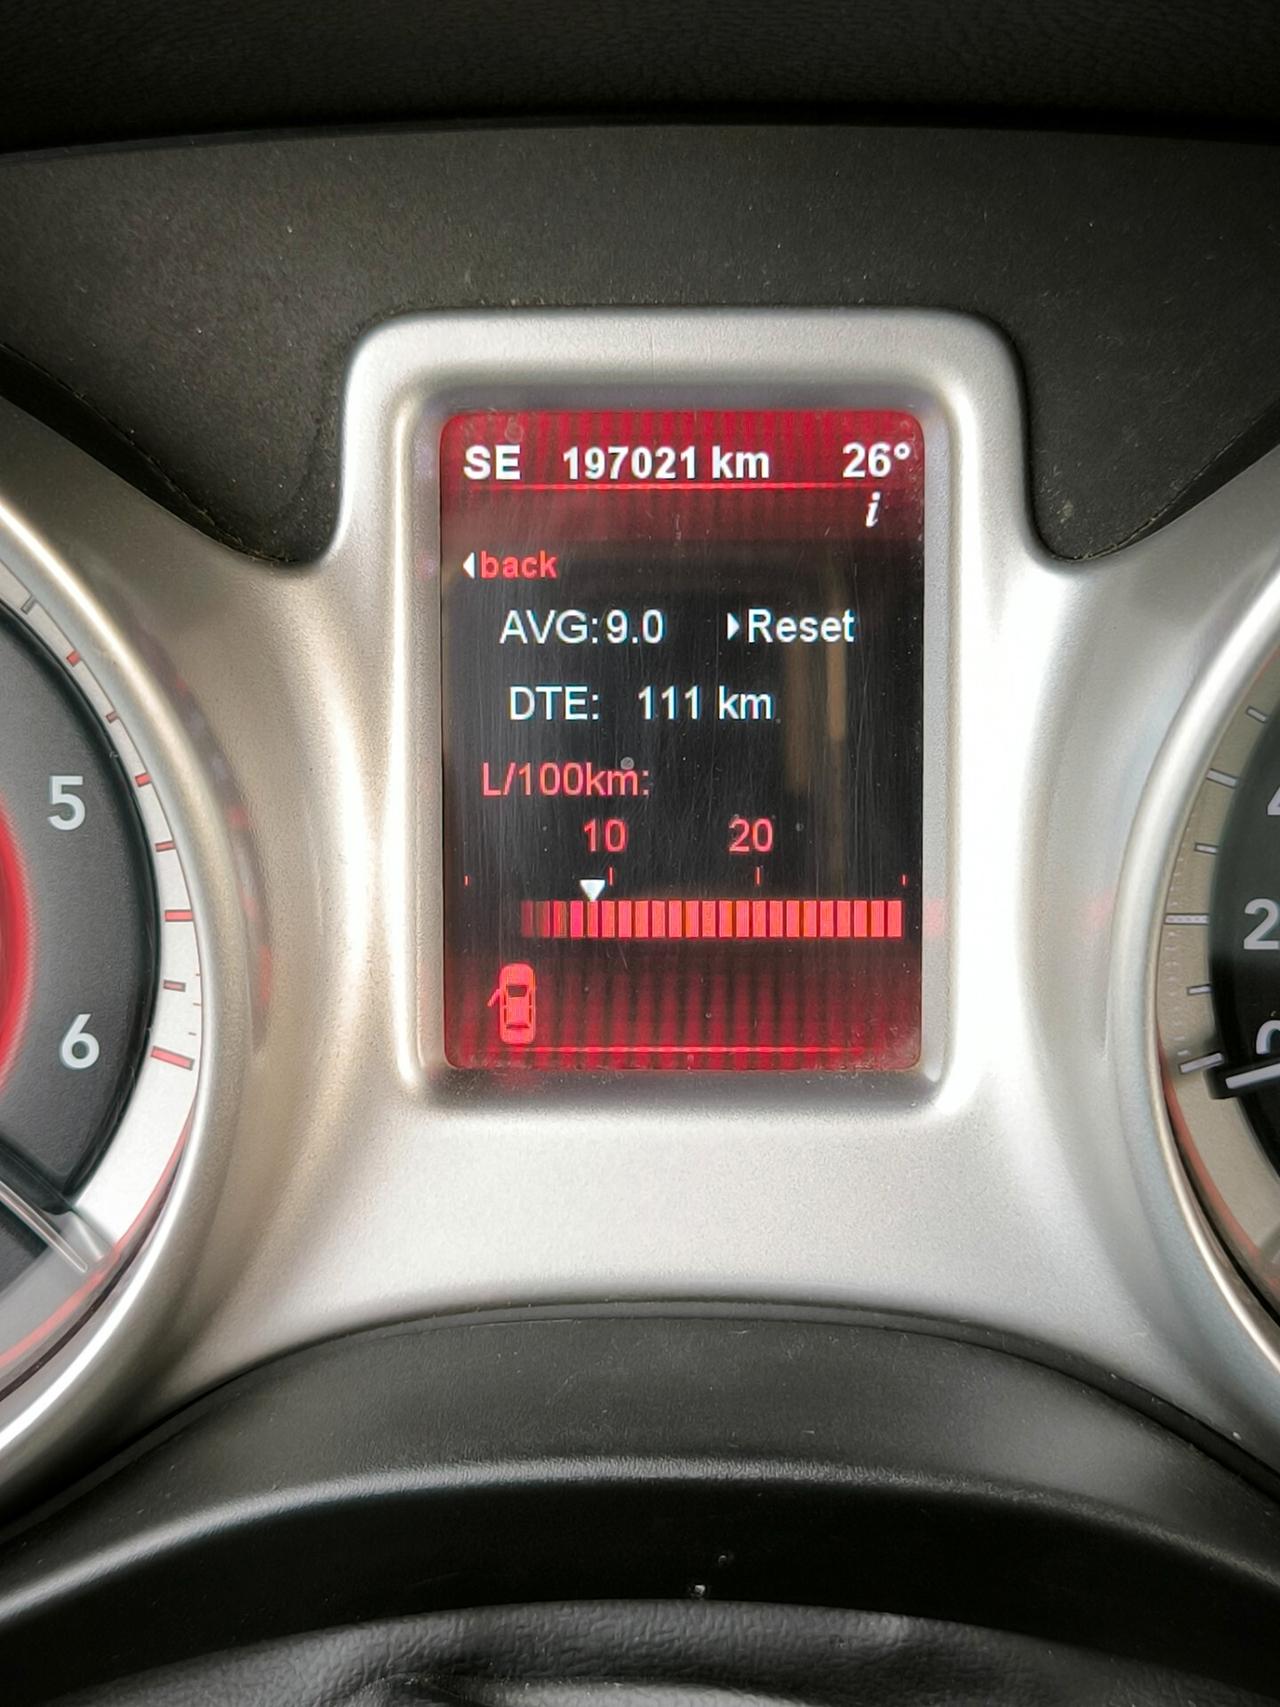 SE 197021 km 26°
i
back
AVG: 9.0 Reset
DTE: 111 km
L/100km:
10 20
5
6
2